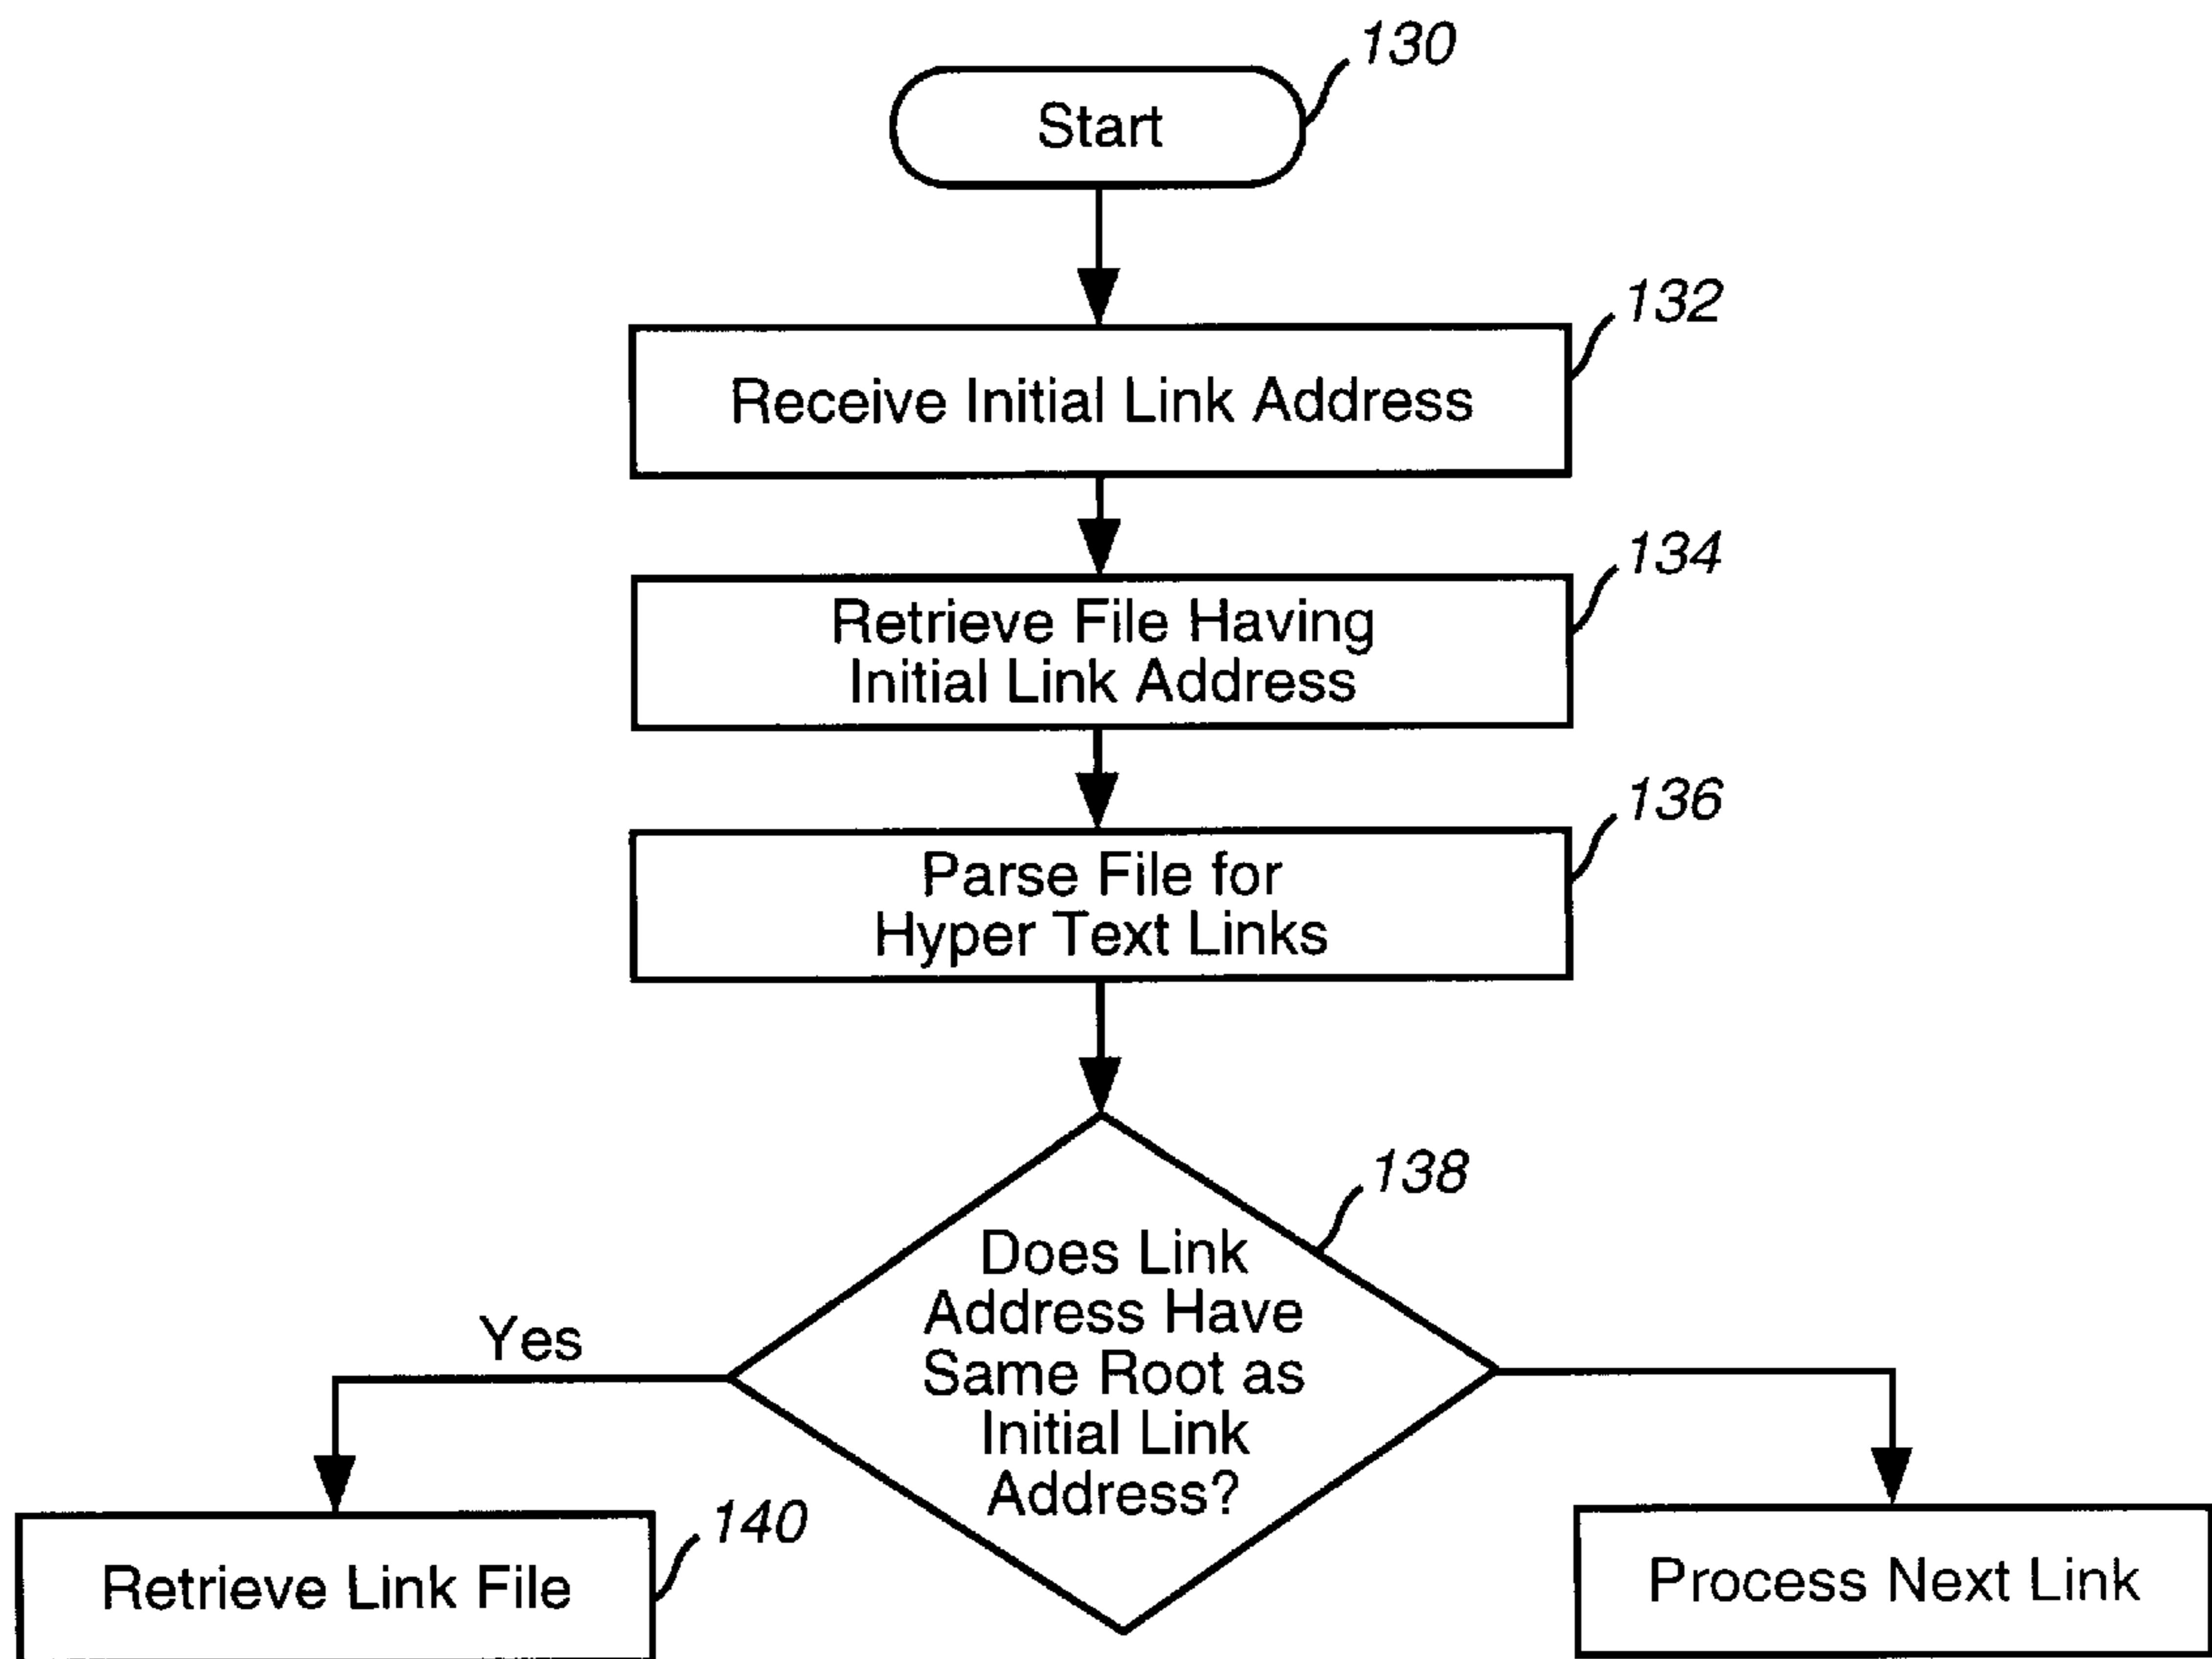 130
Start
132
Receive Initial Link Address
134
Retrieve File Having
Initial Link Address
136
Parse File for
Hyper Text Links
138
Does Link
Address Have
Same Root as
Initial Link
Address?
Yes
140
Retrieve Link File
Process Next Link